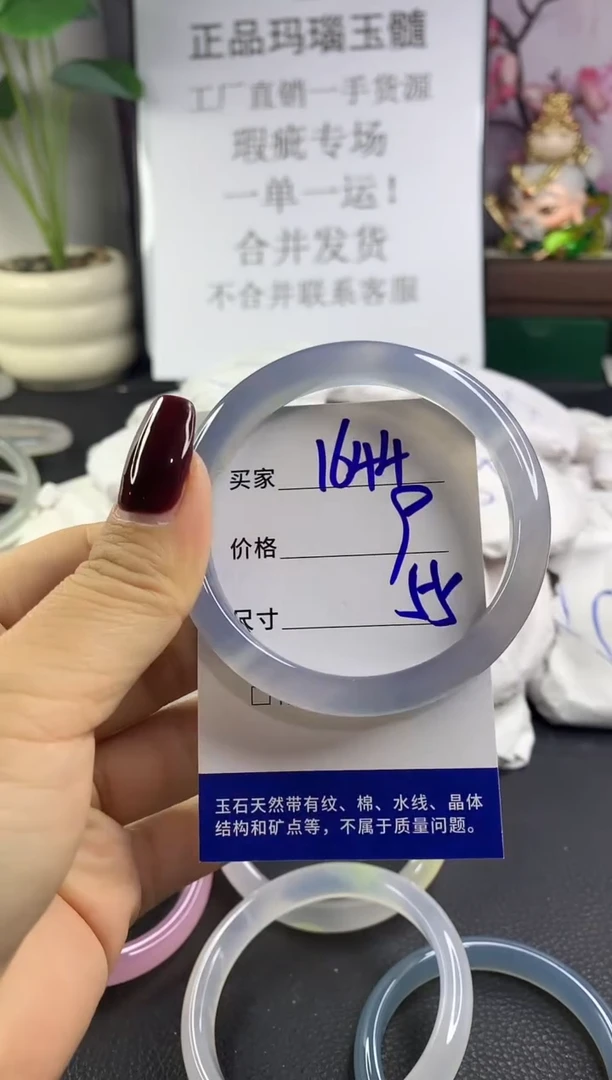 正品玛瑙玉髓
工厂直销一手货源
瑕疵专场
一单一运！
合并发货
不合并联系客服
买家 1644
价格 9
尺寸 55
玉石天然带有纹、棉、水线、晶体
结构和矿点等，不属于质量问题。